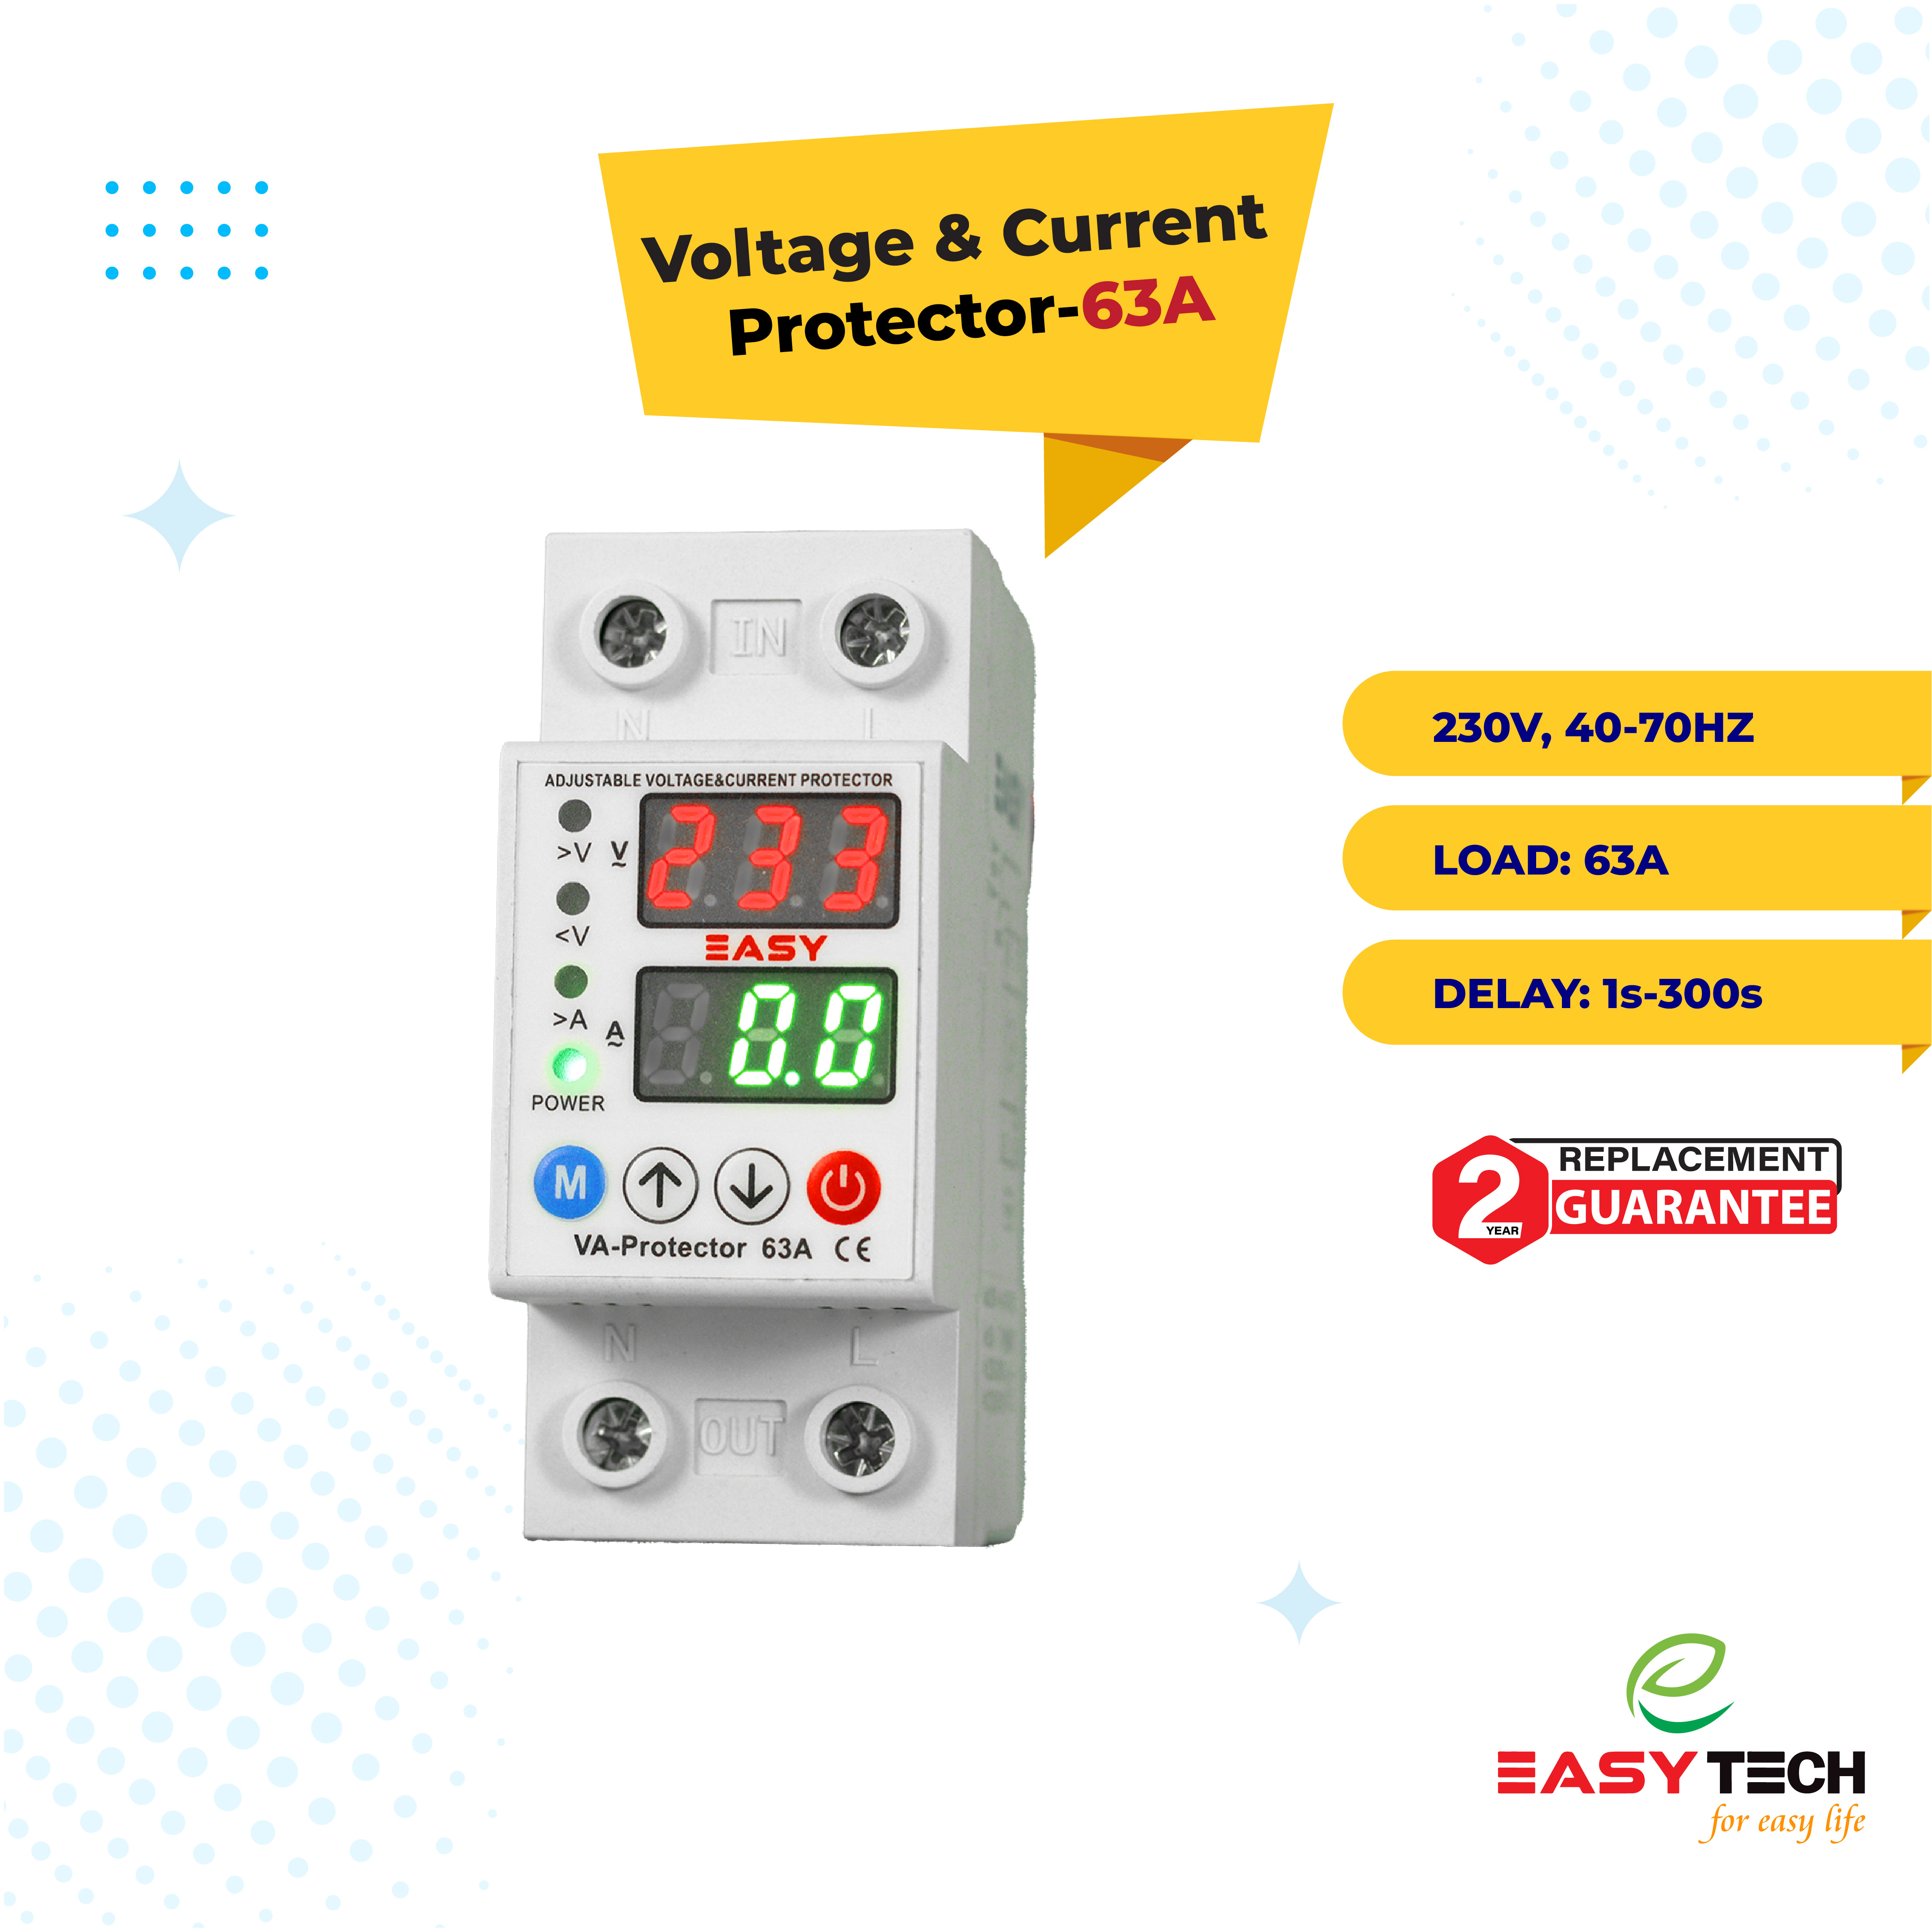 Voltage & Current
Protector-63A
IN
N L
ADJUSTABLE VOLTAGE&CURRENT PROTECTOR
>V
V
233
<V
EASY
>A
A
0.0
POWER
M
VA-Protector 63A CE
N L
OUT
230V, 40-70HZ
LOAD: 63A
DELAY: 1s-300s
2 YEAR
REPLACEMENT
GUARANTEE
EASY TECH
for easy life